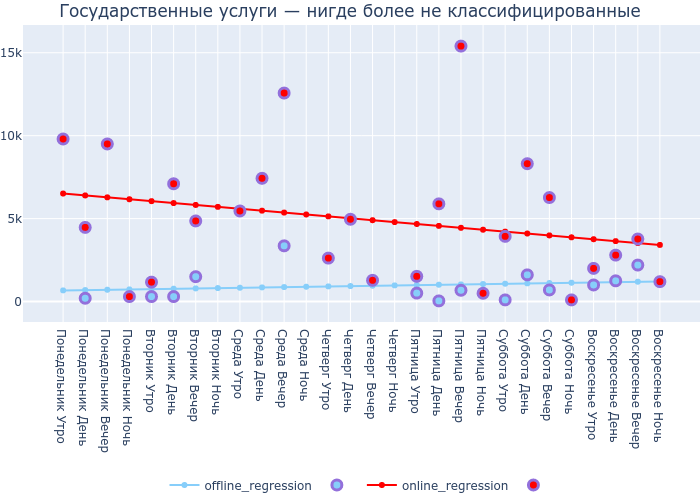 Государственные услуги — нигде более не классифицированные
15k
10k
5k
0
Понедельник Утро
Понедельник День
Понедельник Вечер
Понедельник Ночь
Вторник Утро
Вторник День
Вторник Вечер
Вторник Ночь
Среда Утро
Среда День
Среда Вечер
Среда Ночь
Четверг Утро
Четверг День
Четверг Вечер
Четверг Ночь
Пятница Утро
Пятница День
Пятница Вечер
Пятница Ночь
Суббота Утро
Суббота День
Суббота Вечер
Суббота Ночь
Воскресенье Утро
Воскресенье День
Воскресенье Вечер
Воскресенье Ночь
offline_regression
online_regression